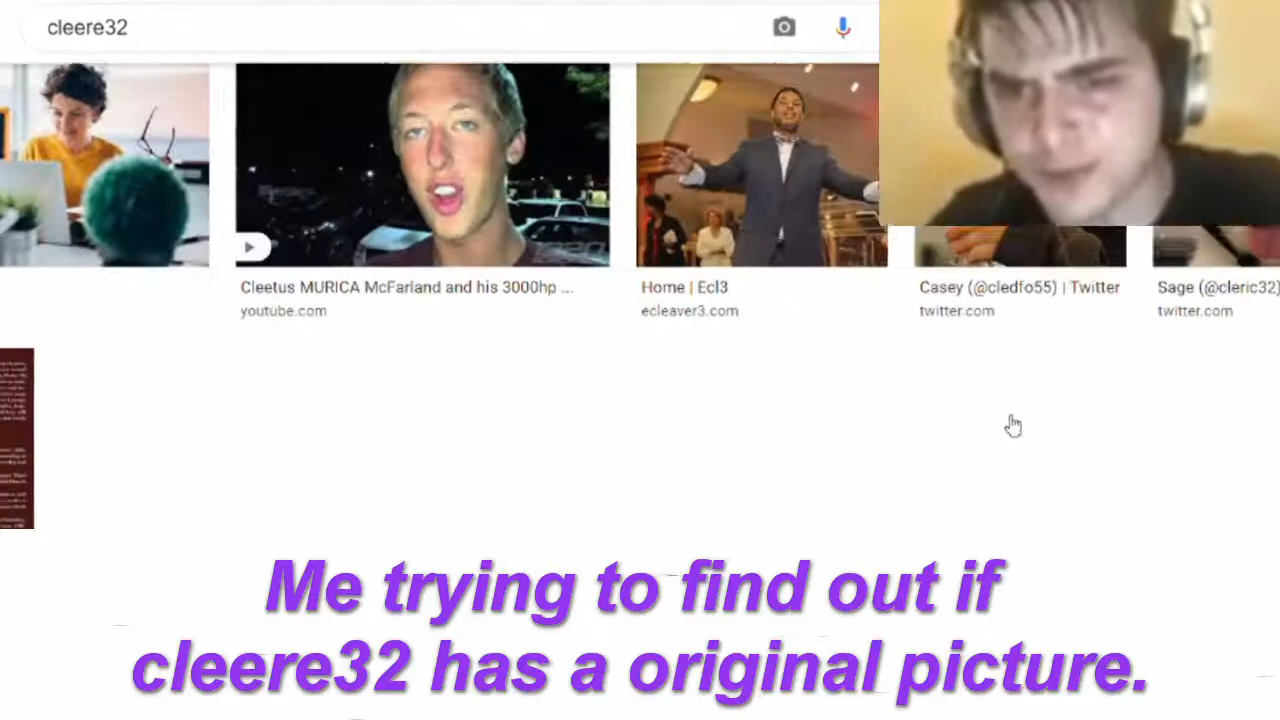 cleere32
Cleetus MURICA McFarland and his 3000hp ...
youtube.com
Home | Ecl3
ecleaver3.com
Casey (@cledfo55) | Twitter
twitter.com
Sage (@cleric32)
twitter.com
Me trying to find out if
cleere32 has a original picture.